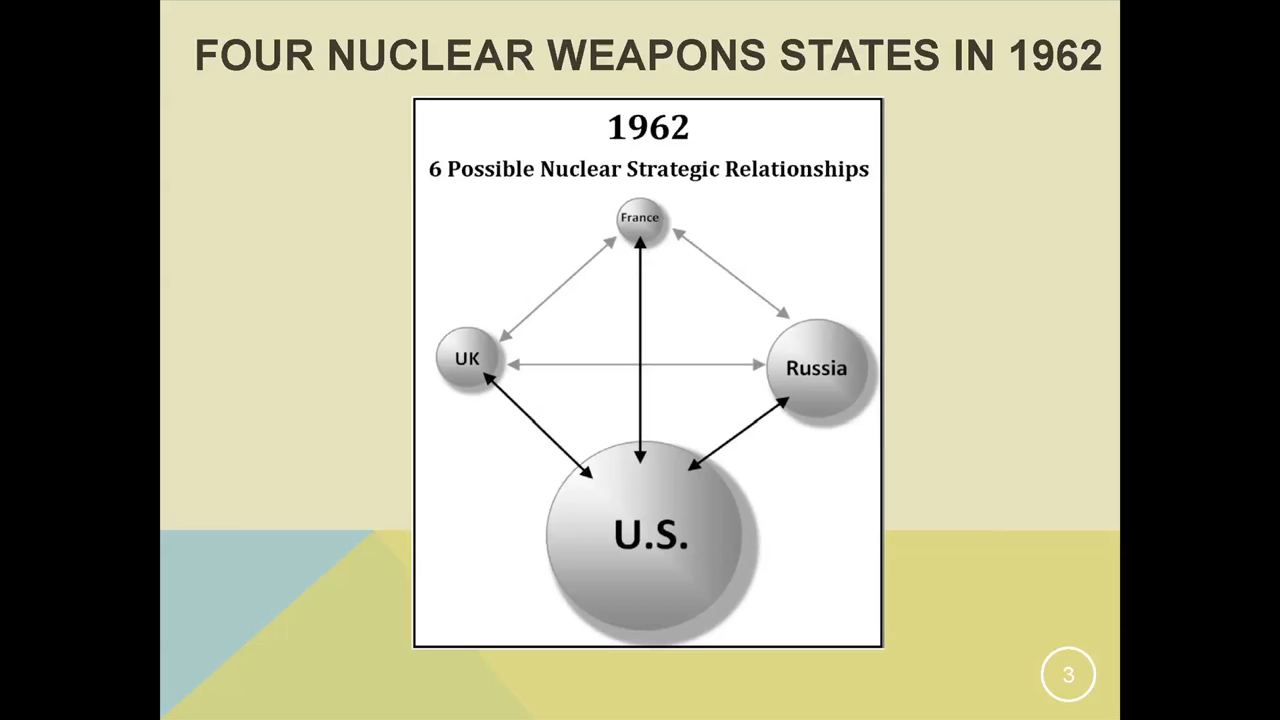 FOUR NUCLEAR WEAPONS STATES IN 1962
1962
6 Possible Nuclear Strategic Relationships
France
UK
Russia
U.S.
3